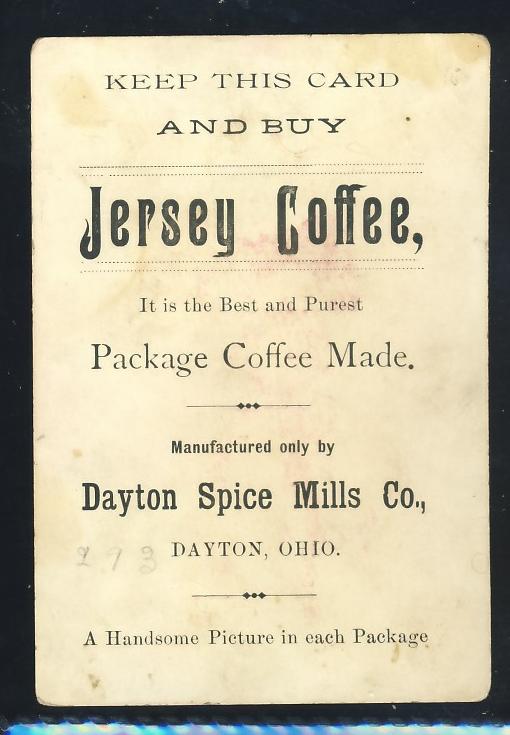 KEEP THIS CARD
AND BUY
Jersey Coffee,
It is the Best and Purest
Package Coffee Made.
Manufactured only by
Dayton Spice Mills Co.,
293 DAYTON, OHIO.
A Handsome Picture in each Package